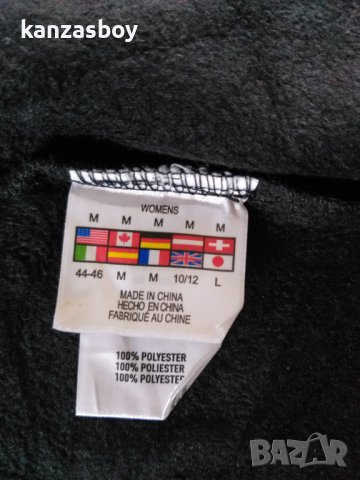 kanzasboy
WOMENS
M M M M M
44-46 M M 10/12 L
MADE IN CHINA
HECHO EN CHINA
FABRIQUÉ AU CHINE
100% POLYESTER
100% POLIESTER
100% POLYESTER
BAZAR